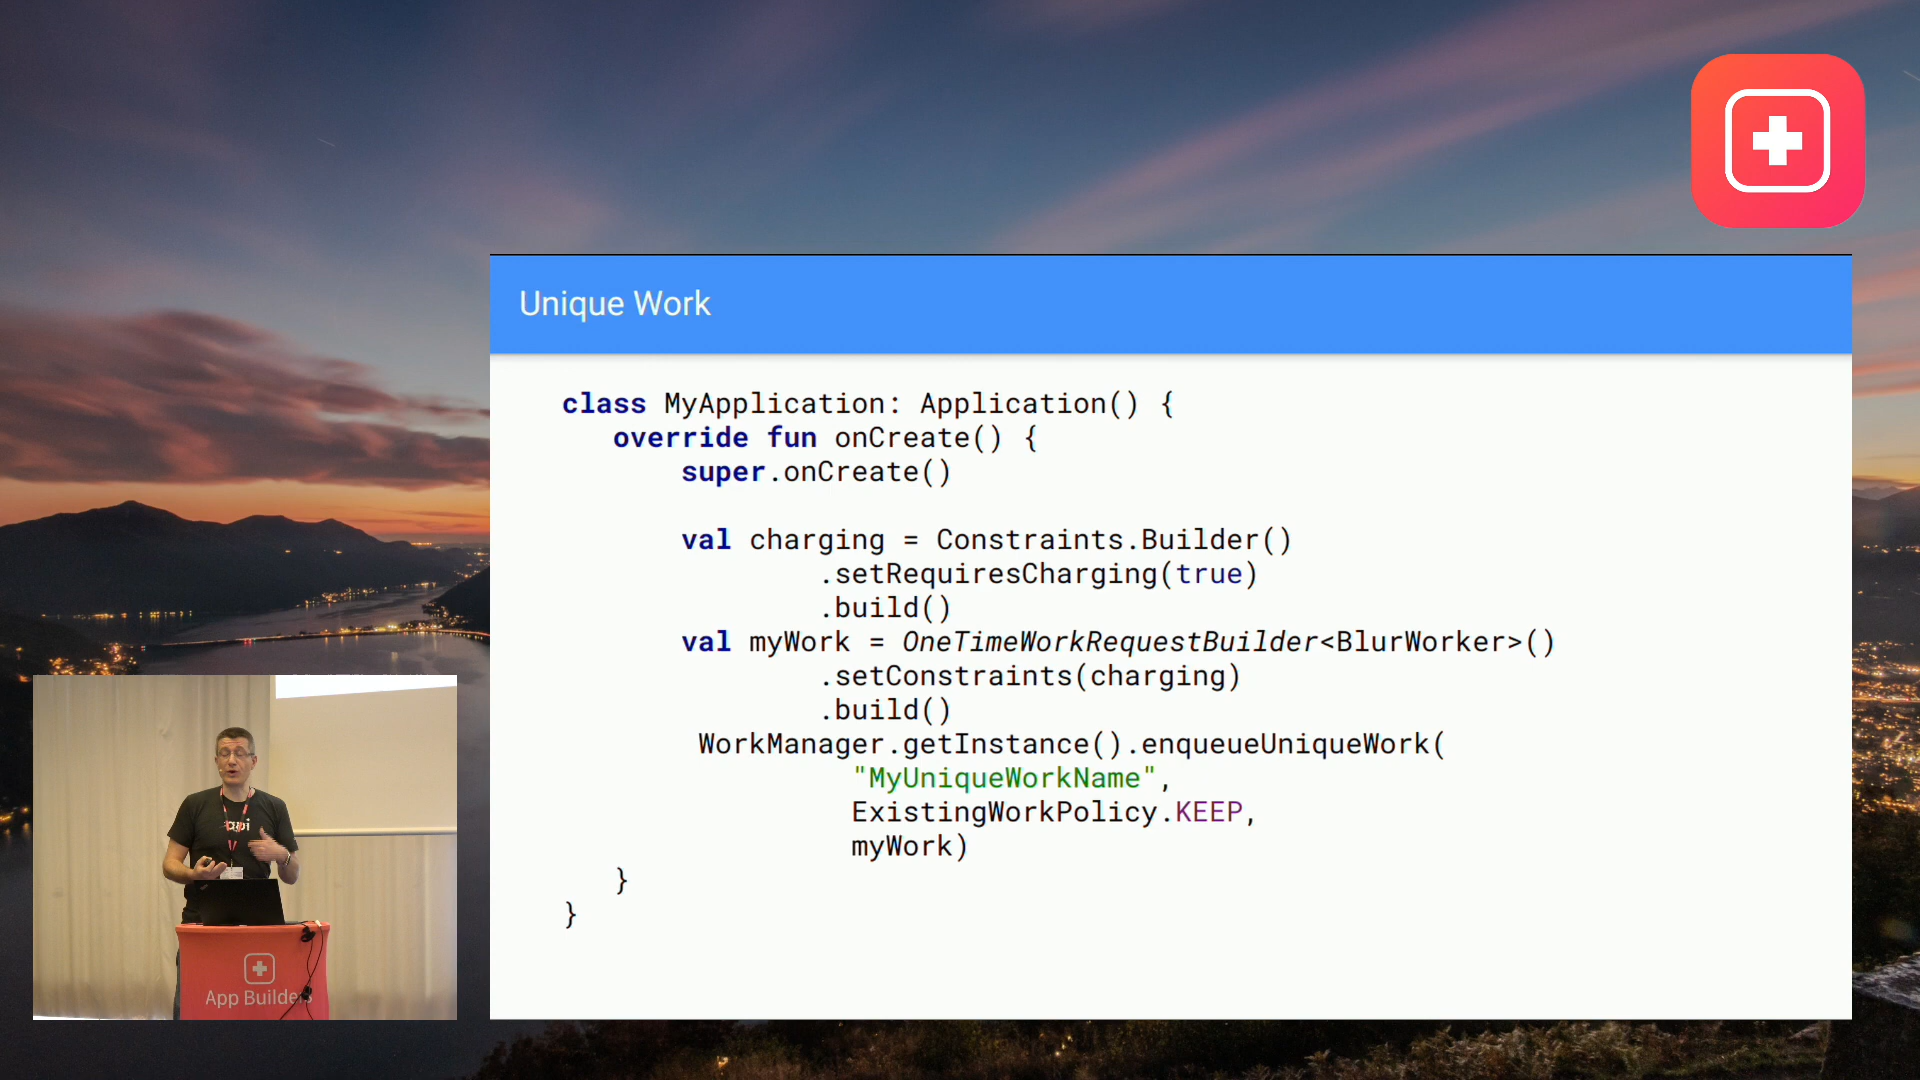 Unique Work
class MyApplication: Application() {
override fun onCreate() {
super.onCreate()
val charging = Constraints.Builder()
.setRequiresCharging(true)
.build()
val myWork = OneTimeWorkRequestBuilder<BlurWorker>()
.setConstraints(charging)
.build()
WorkManager.getInstance().enqueueUniqueWork(
"MyUniqueWorkName",
ExistingWorkPolicy.KEEP,
myWork)
}
}
App Builders